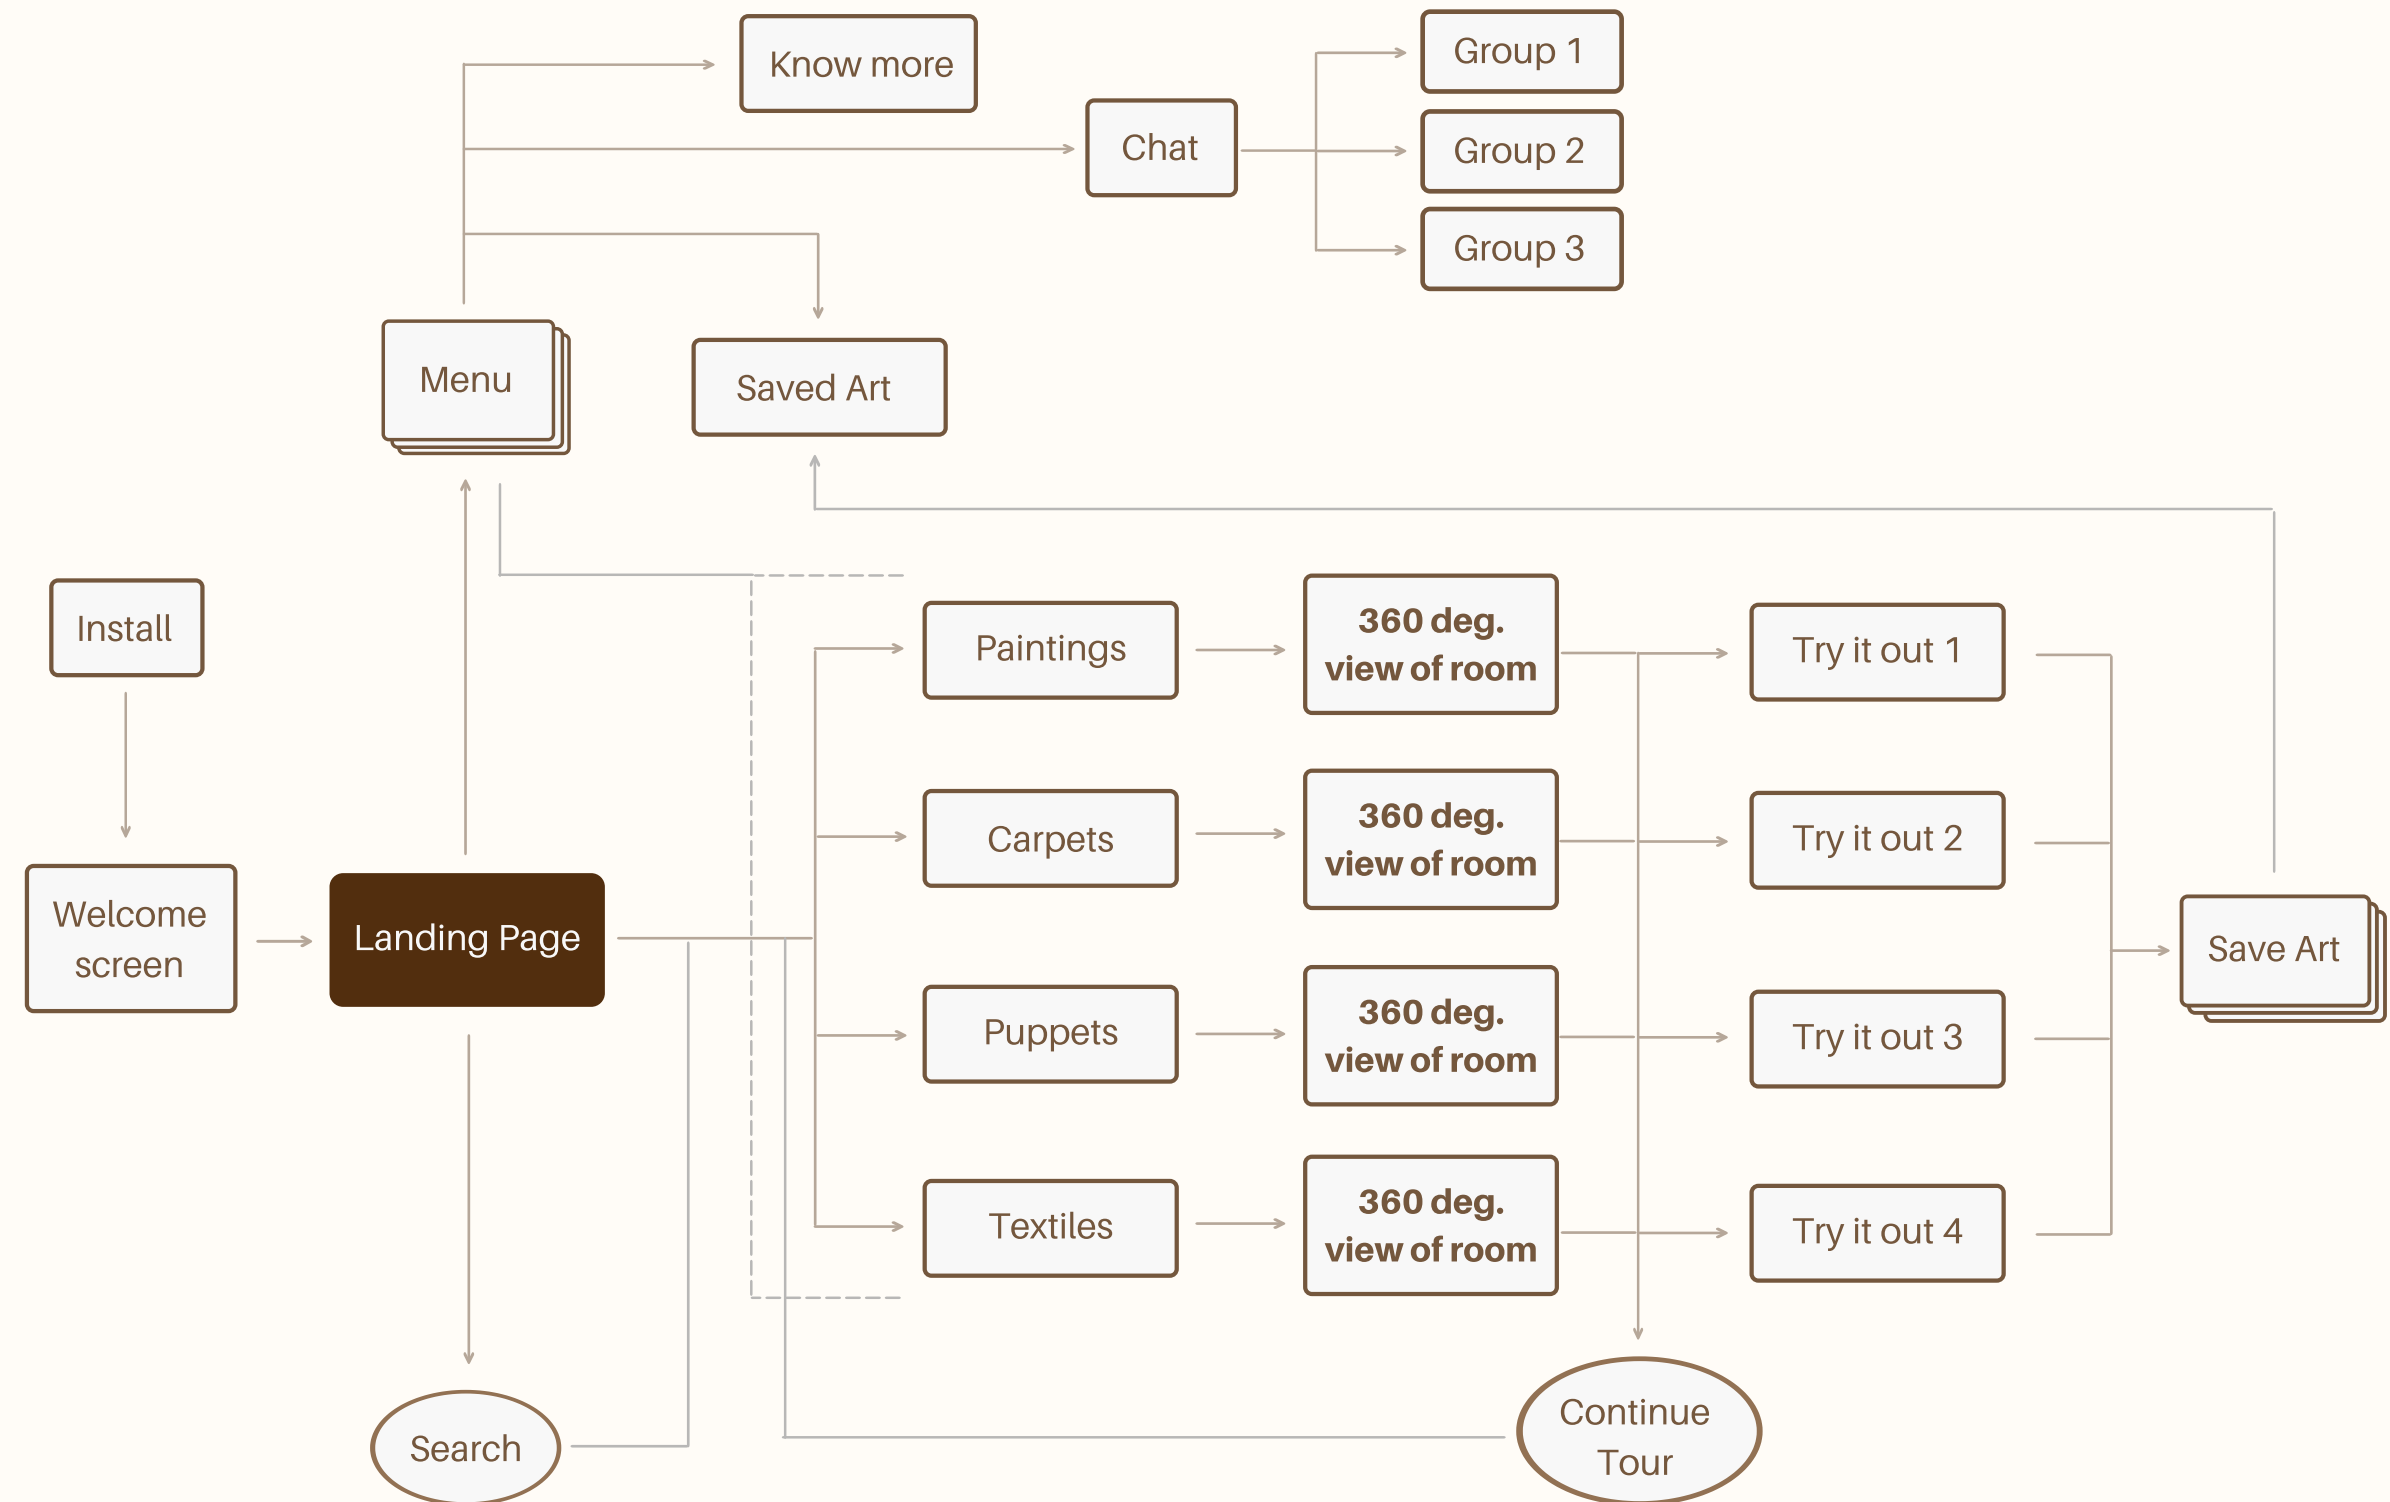 Know more
Group 1
Chat
Group 2
Group 3
Menu
Saved Art
Install
Paintings
360 deg.
view of room
Try it out 1
Carpets
360 deg.
view of room
Try it out 2
Welcome
screen
Landing Page
Save Art
Puppets
360 deg.
view of room
Try it out 3
Textiles
360 deg.
view of room
Try it out 4
Search
Continue
Tour